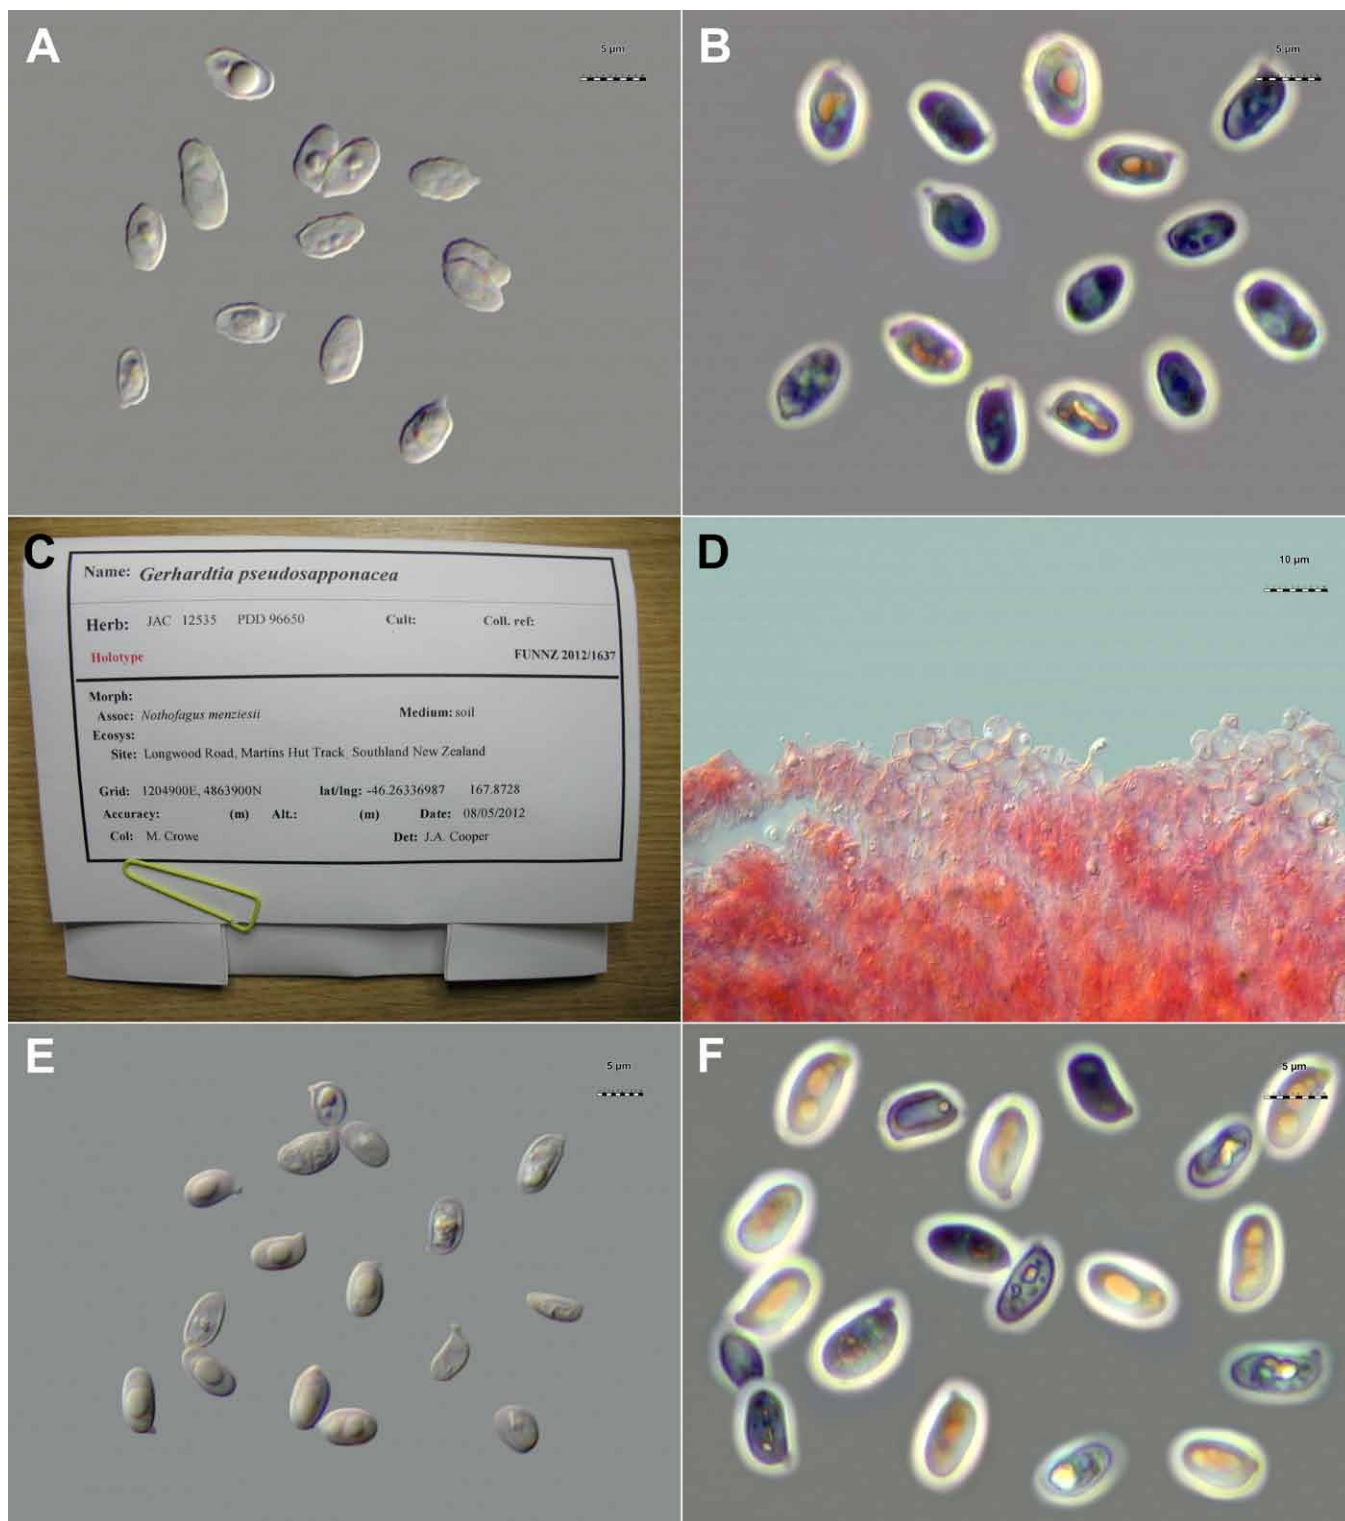 A
5 µm
B
5 µm
C
Name: Gerhardtia pseudosapponacea
Herb: JAC 12535 PDD 96650 Cult: Coll. ref:
Holotype FUNNZ 2012/1637
Morph:
Assoc: Nothofagus menziesii Medium: soil
Ecosys:
Site: Longwood Road, Martins Hut Track, Southland New Zealand
Grid: 1204900E, 4863900N lat/lng: -46.26336987 167.8728
Accuracy: (m) Alt.: (m) Date: 08/05/2012
Col: M. Crowe Det: J.A. Cooper
D
10 µm
E
5 µm
F
5 µm